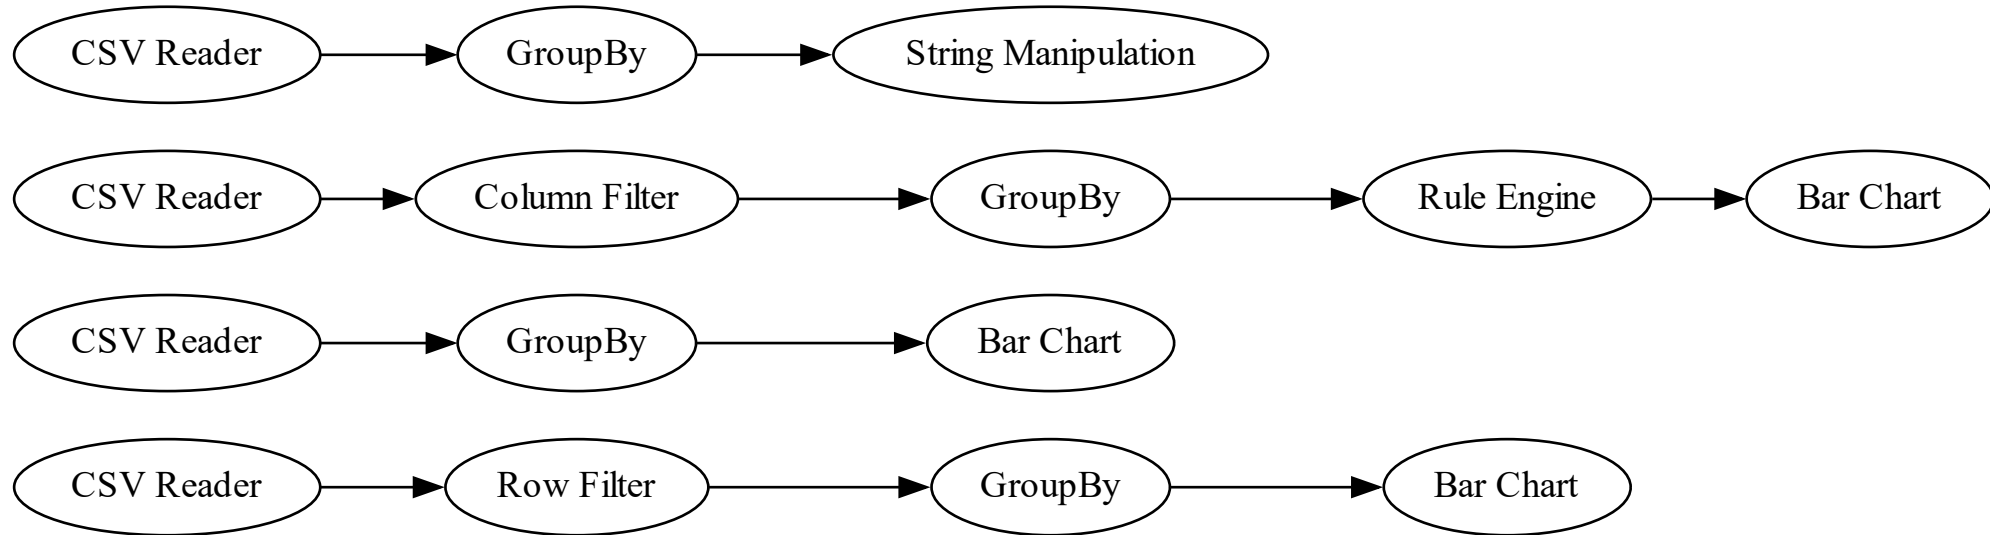 CSV Reader GroupBy String Manipulation
CSV Reader Column Filter GroupBy Rule Engine Bar Chart
CSV Reader GroupBy Bar Chart
CSV Reader Row Filter GroupBy Bar Chart